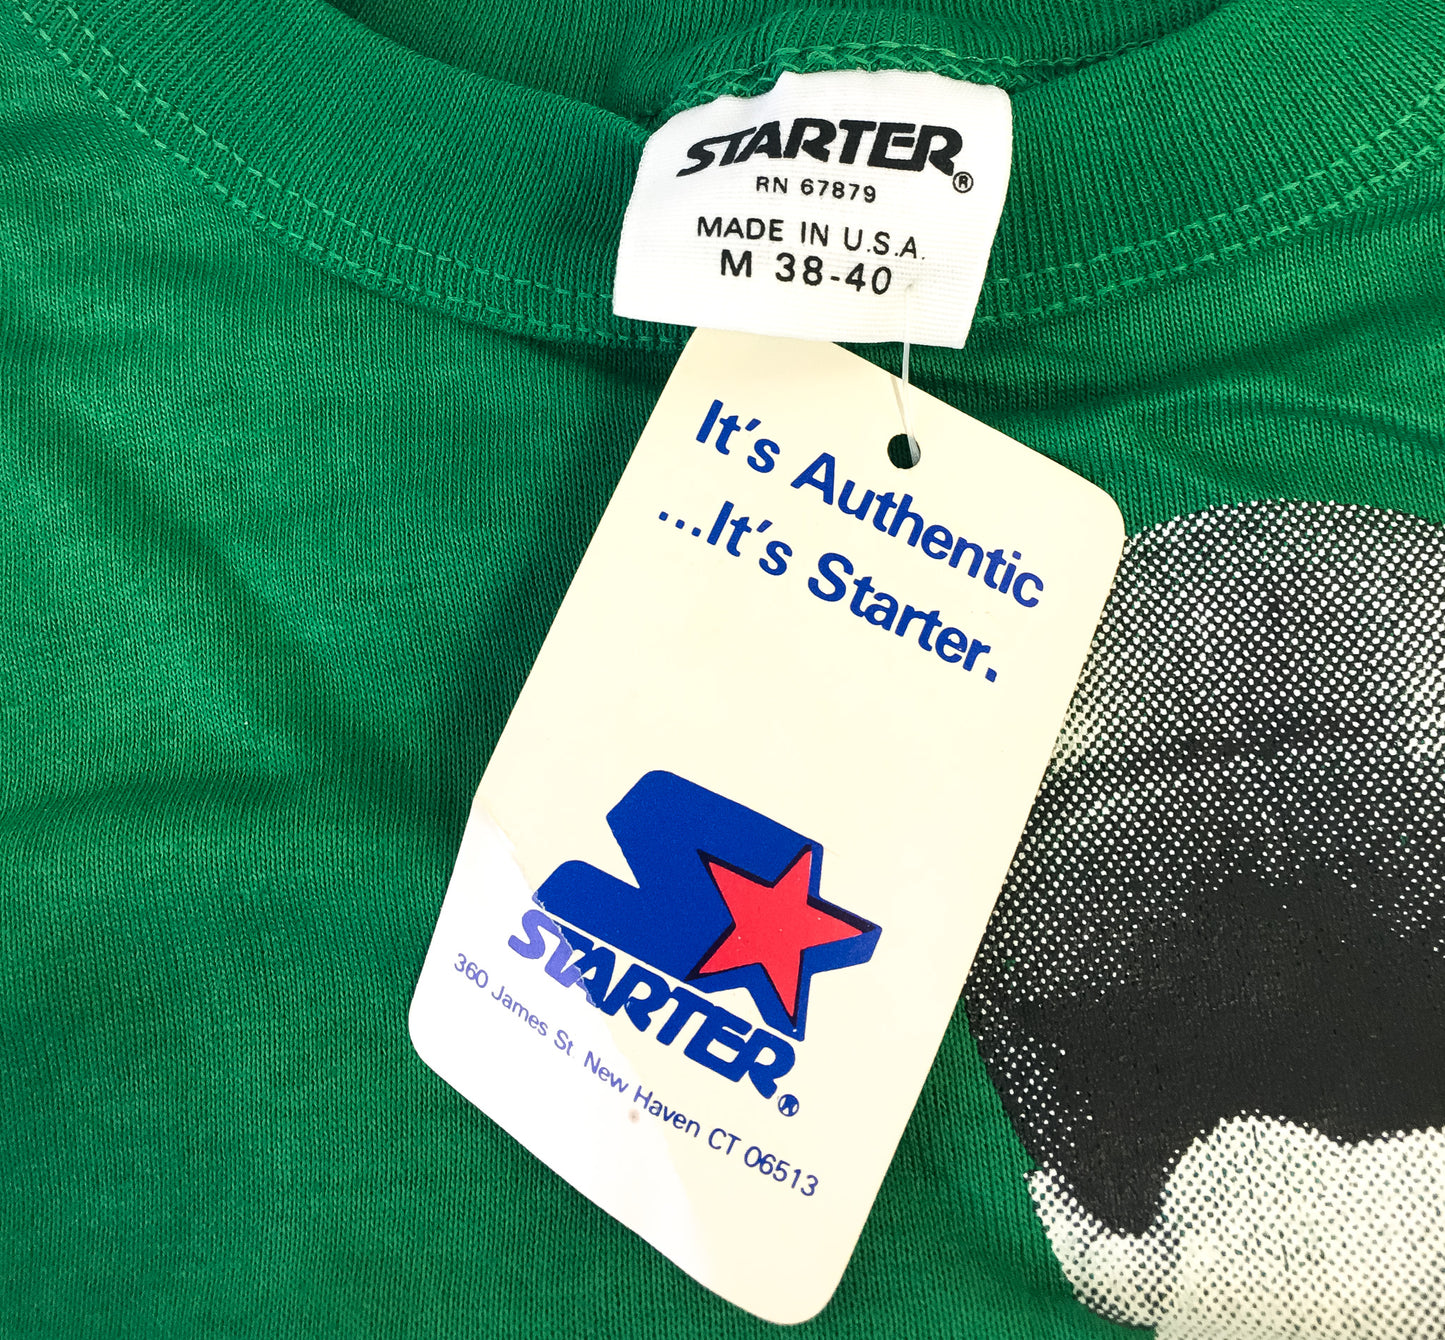 STARTER®
RN 67879
MADE IN U.S.A.
M 38-40
It's Authentic
...It's Starter.
STARTER®
360 James St New Haven CT 06513